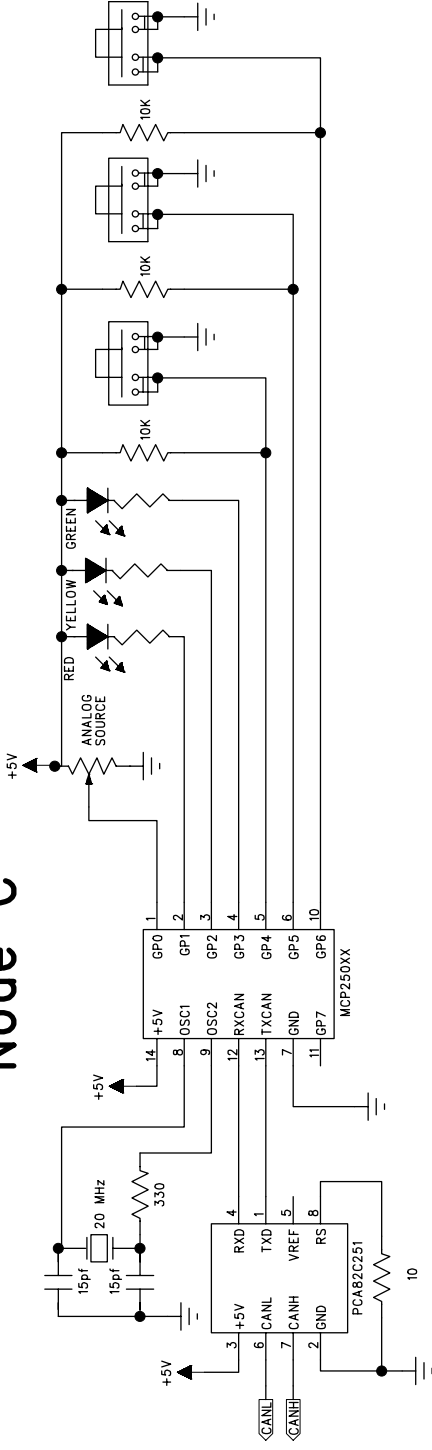 Node C
+5V
ANALOG
SOURCE
RED
YELLOW
GREEN
10K
10K
10K
+5V
20 MHz
15pf
15pf
330
14 +5V GP0 1
8 OSC1 GP1 2
9 OSC2 GP2 3
12 RXCAN GP3 4
13 TXCAN GP4 5
7 GND GP5 6
11 GP7 GP6 10
MCP250XX
+5V
3 +5V RXD 4
6 CANL TXD 1
7 CANH VREF 5
2 GND RS 8
PCA82C251
CANL
CANH
10